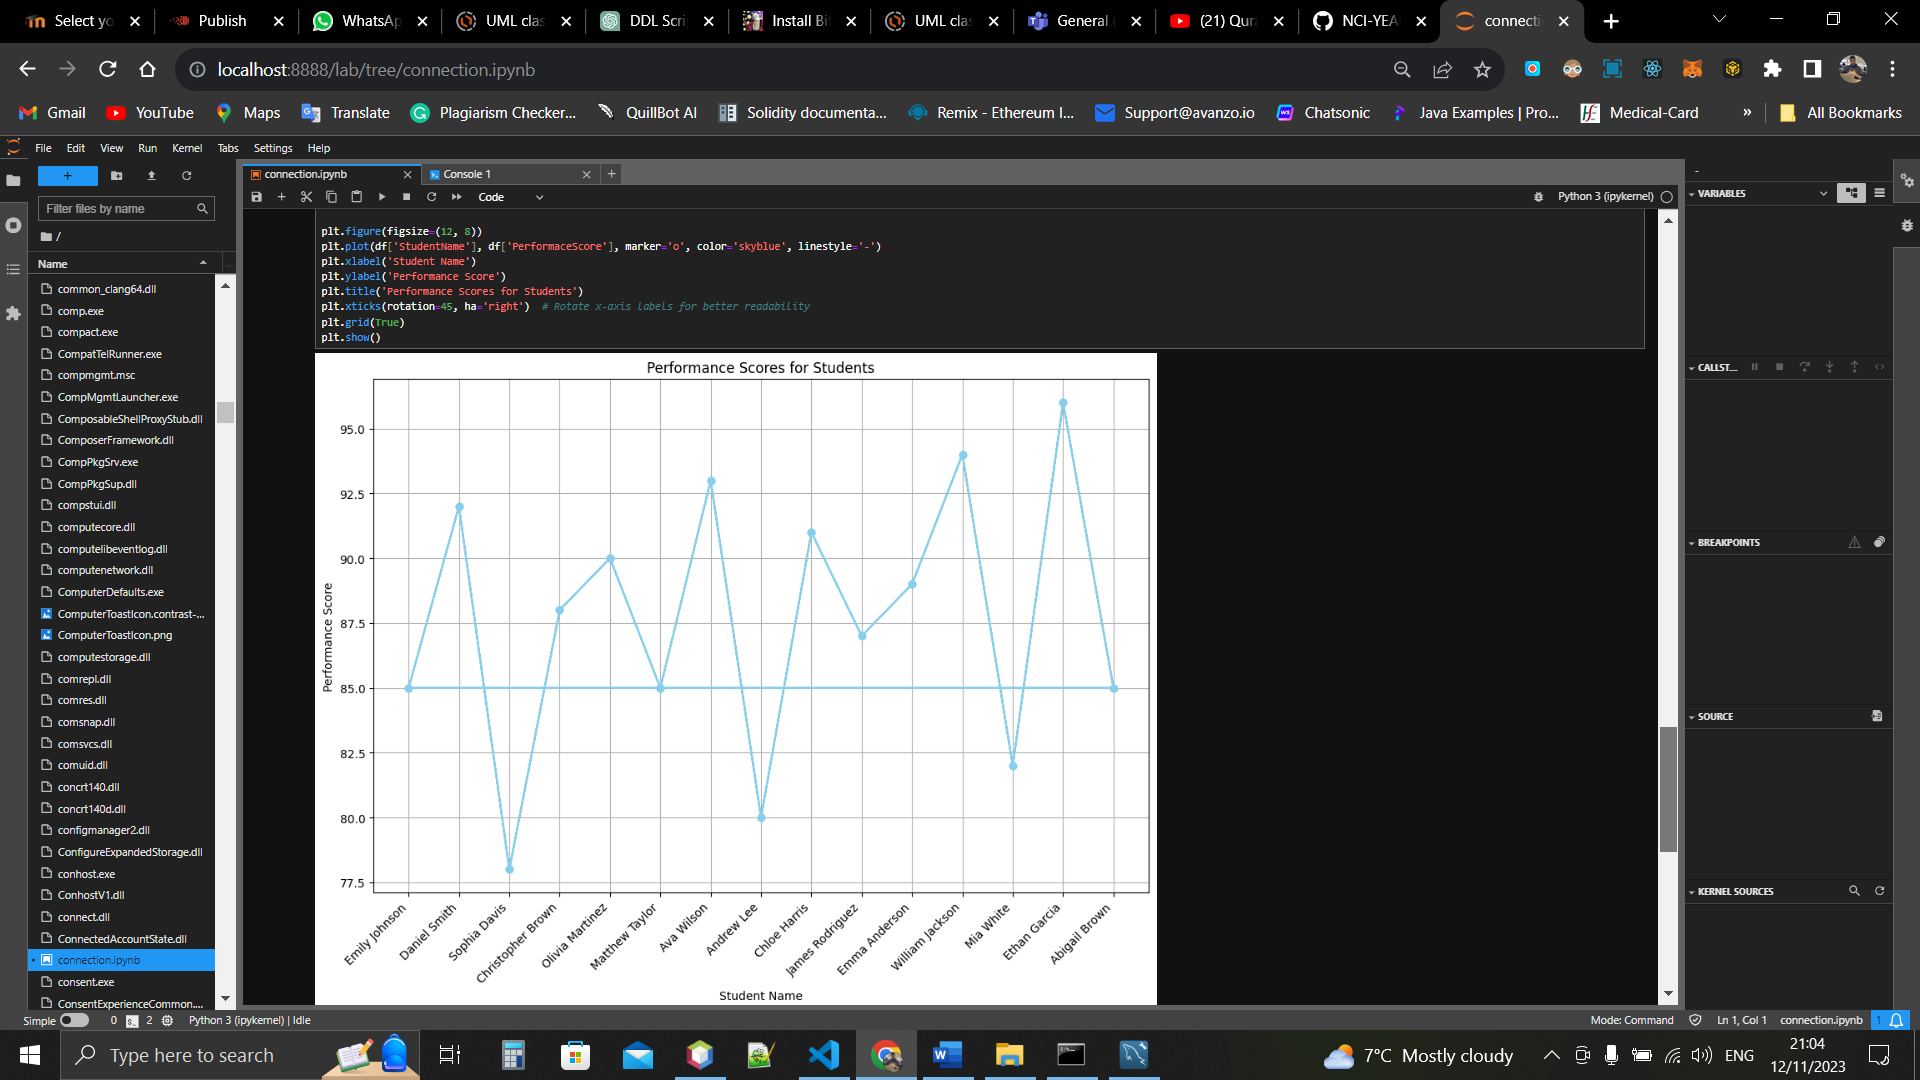 Select yo
Publish
WhatsAp
UML clas
DDL Scri
Install Bi
UML clas
General
(21) Qur
NCI-YEA
connecti
localhost:8888/lab/tree/connection.ipynb
Gmail
YouTube
Maps
Translate
Plagiarism Checker...
QuillBot AI
Solidity documenta...
Remix - Ethereum I...
Support@avanzo.io
Chatsonic
Java Examples | Pro...
Medical-Card
»
All Bookmarks
File Edit View Run Kernel Tabs Settings Help
Filter files by name
/
Name
common_clang64.dll
comp.exe
compact.exe
CompatTelRunner.exe
compmgmt.msc
CompMgmtLauncher.exe
ComposableShellProxyStub.dll
ComposerFramework.dll
CompPkgSrv.exe
CompPkgSup.dll
compstui.dll
computecore.dll
computelibeventlog.dll
computenetwork.dll
ComputerDefaults.exe
ComputerToastIcon.contrast-...
ComputerToastIcon.png
computestorage.dll
comrepl.dll
comres.dll
comsnap.dll
comsvcs.dll
comuid.dll
concrt140.dll
concrt140d.dll
configmanager2.dll
ConfigureExpandedStorage.dll
conhost.exe
ConhostV1.dll
connect.dll
ConnectedAccountState.dll
connection.ipynb
consent.exe
ConsentExperienceCommon....
connection.ipynb
Console 1
Code
Python 3 (ipykernel)
plt.figure(figsize=(12, 8))
plt.plot(df['StudentName'], df['PerformaceScore'], marker='o', color='skyblue', linestyle='-')
plt.xlabel('Student Name')
plt.ylabel('Performance Score')
plt.title('Performance Scores for Students')
plt.xticks(rotation=45, ha='right')  # Rotate x-axis labels for better readability
plt.grid(True)
plt.show()
Performance Scores for Students
Performance Score
95.0
92.5
90.0
87.5
85.0
82.5
80.0
77.5
Emily Johnson
Daniel Smith
Sophia Davis
Christopher Brown
Olivia Martinez
Matthew Taylor
Ava Wilson
Andrew Lee
Chloe Harris
James Rodriguez
Emma Anderson
William Jackson
Mia White
Ethan Garcia
Abigail Brown
Student Name
-
VARIABLES
CALLST...
BREAKPOINTS
SOURCE
KERNEL SOURCES
Simple
0
2
Python 3 (ipykernel) | Idle
Mode: Command
Ln 1, Col 1
connection.ipynb
1
Type here to search
7°C Mostly cloudy
ENG
21:04
12/11/2023